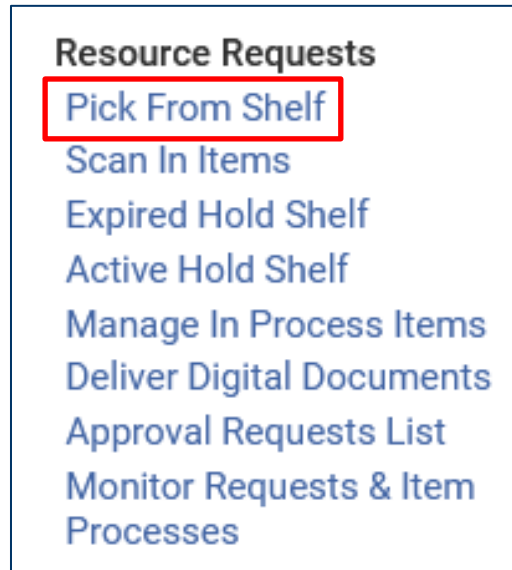 Resource Requests
Pick From Shelf
Scan In Items
Expired Hold Shelf
Active Hold Shelf
Manage In Process Items
Deliver Digital Documents
Approval Requests List
Monitor Requests & Item
Processes